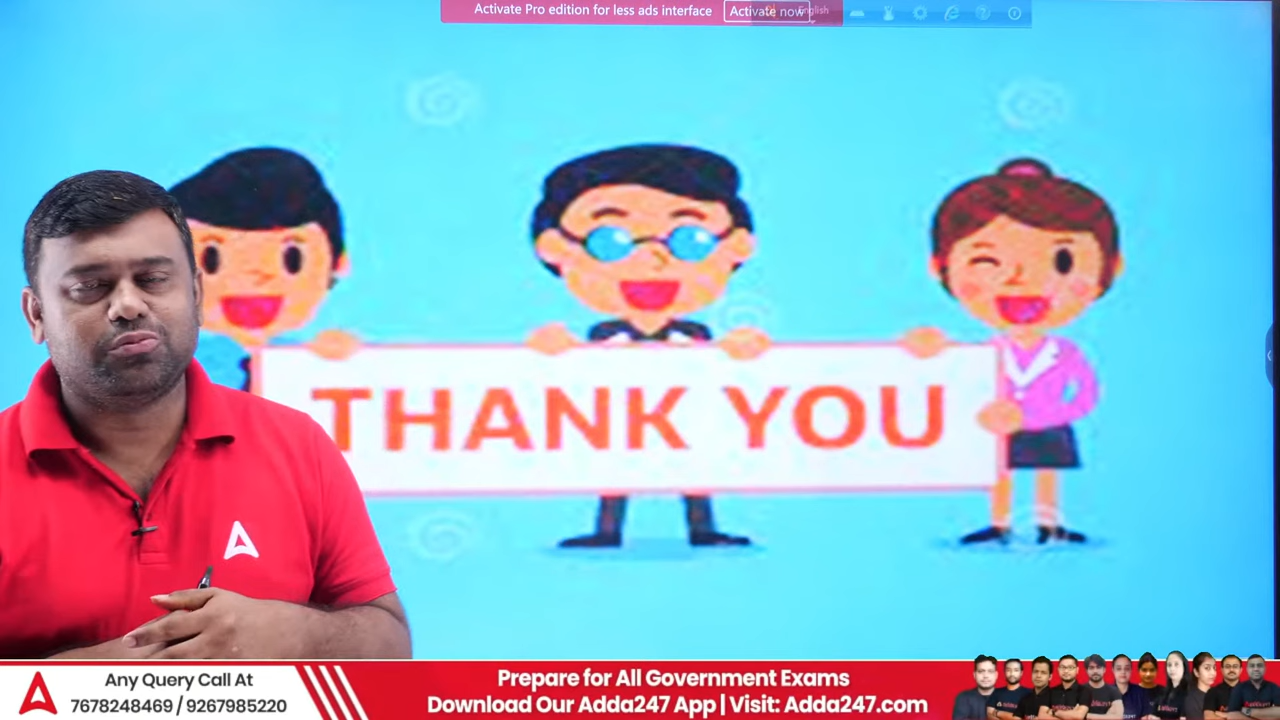 Activate Pro edition for less ads interface
Activate now
English
THANK YOU
Any Query Call At
7678248469 / 9267985220
Prepare for All Government Exams
Download Our Adda247 App | Visit: Adda247.com